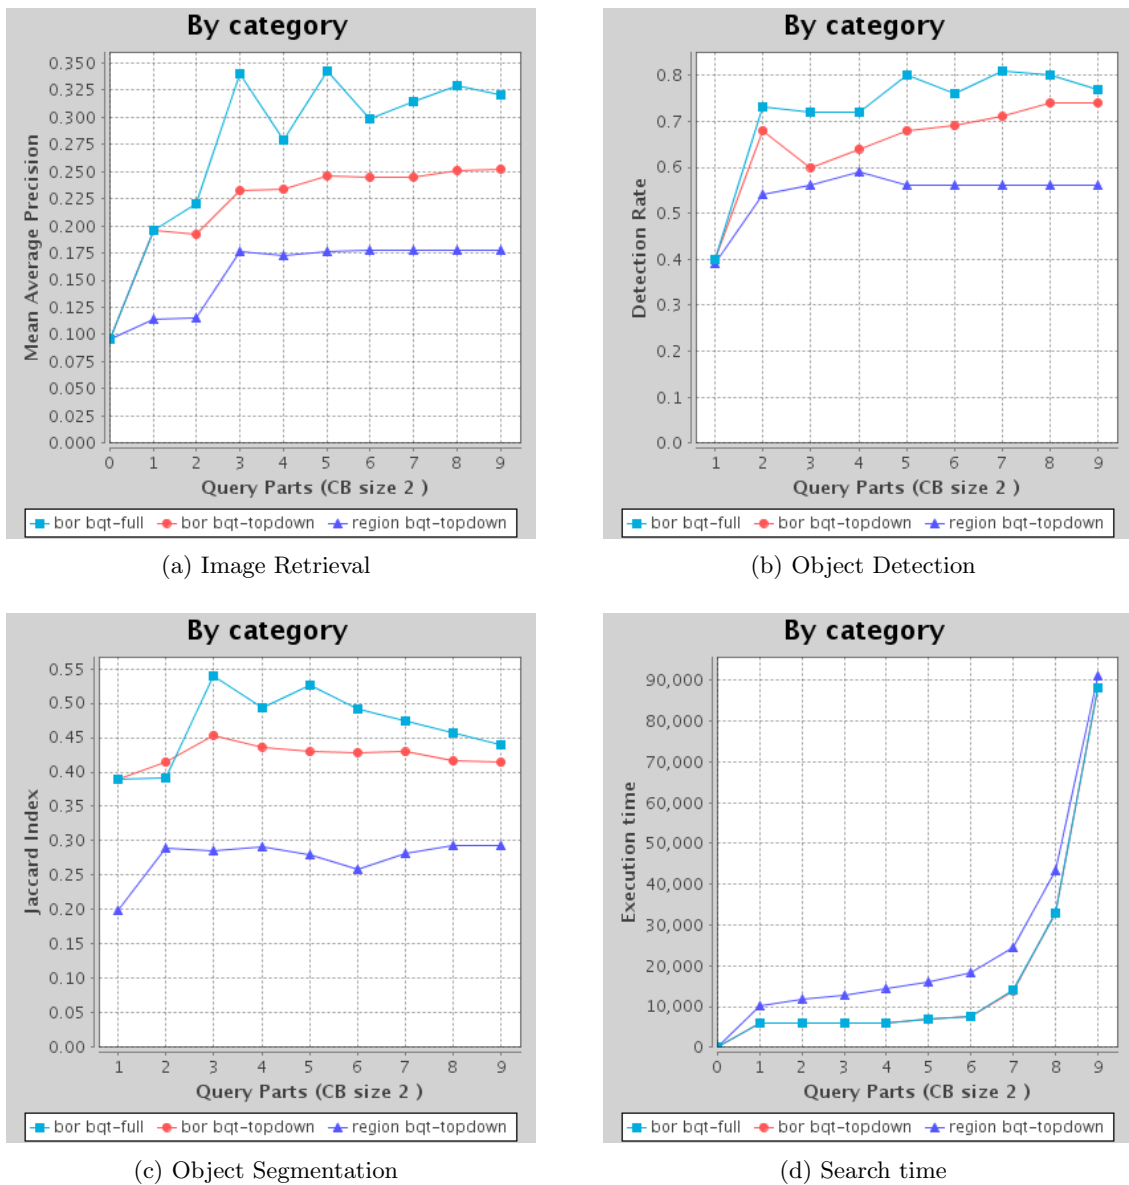 By category
Mean Average Precision
0.350
0.325
0.300
0.275
0.250
0.225
0.200
0.175
0.150
0.125
0.100
0.075
0.050
0.025
0.000
0 1 2 3 4 5 6 7 8 9
Query Parts (CB size 2 )
bor bqt-full bor bqt-topdown region bqt-topdown
(a) Image Retrieval
By category
Detection Rate
0.8
0.7
0.6
0.5
0.4
0.3
0.2
0.1
0.0
1 2 3 4 5 6 7 8 9
Query Parts (CB size 2 )
bor bqt-full bor bqt-topdown region bqt-topdown
(b) Object Detection
By category
Jaccard Index
0.55
0.50
0.45
0.40
0.35
0.30
0.25
0.20
0.15
0.10
0.05
0.00
1 2 3 4 5 6 7 8 9
Query Parts (CB size 2 )
bor bqt-full bor bqt-topdown region bqt-topdown
(c) Object Segmentation
By category
Execution time
90,000
80,000
70,000
60,000
50,000
40,000
30,000
20,000
10,000
0
0 1 2 3 4 5 6 7 8 9
Query Parts (CB size 2 )
bor bqt-full bor bqt-topdown region bqt-topdown
(d) Search time